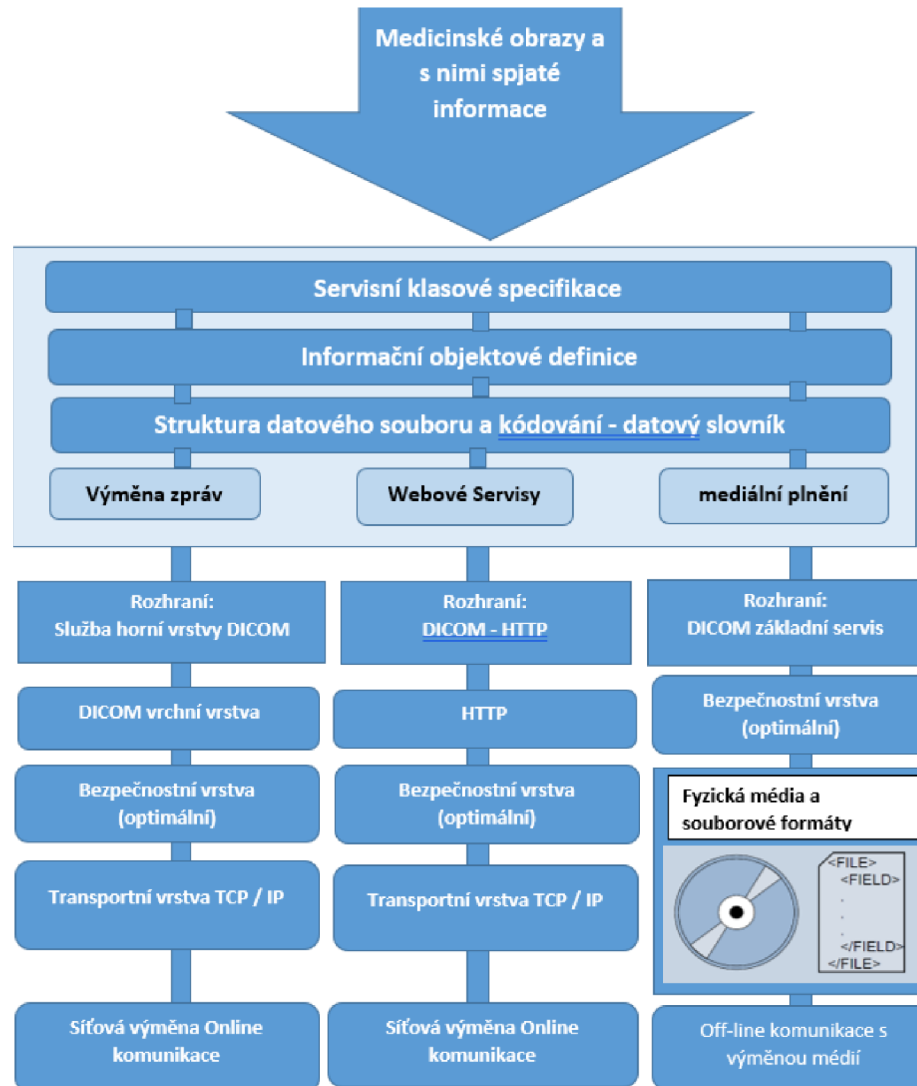 Medicinské obrazy a
s nimi spjaté
informace
Servisní klasové specifikace
Informační objektové definice
Struktura datového souboru a kódování - datový slovník
Výměna zpráv
Webové Servisy
mediální plnění
Rozhraní:
Služba horní vrstvy DICOM
DICOM vrchní vrstva
Bezpečnostní vrstva
(optimální)
Transportní vrstva TCP / IP
Síťová výměna Online
komunikace
Rozhraní:
DICOM - HTTP
HTTP
Bezpečnostní vrstva
(optimální)
Transportní vrstva TCP / IP
Síťová výměna Online
komunikace
Rozhraní:
DICOM základní servis
Bezpečnostní vrstva
(optimální)
Fyzická média a
souborové formáty
<FILE>
<FIELD>
.
.
.
</FIELD>
</FILE>
Off-line komunikace s
výměnou médií